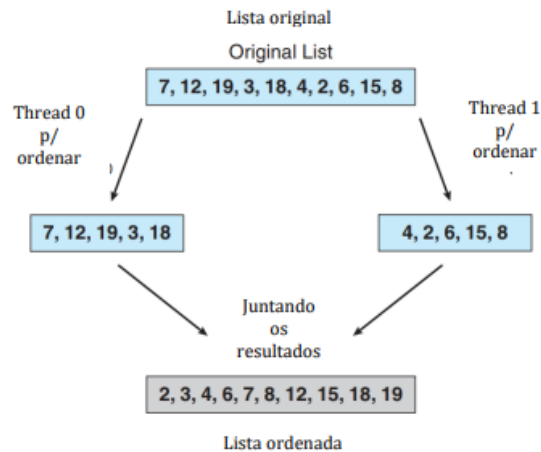 Lista original
Original List
7, 12, 19, 3, 18, 4, 2, 6, 15, 8
Thread 0
p/
ordenar
Thread 1
p/
ordenar
7, 12, 19, 3, 18
4, 2, 6, 15, 8
Juntando
os
resultados
2, 3, 4, 6, 7, 8, 12, 15, 18, 19
Lista ordenada